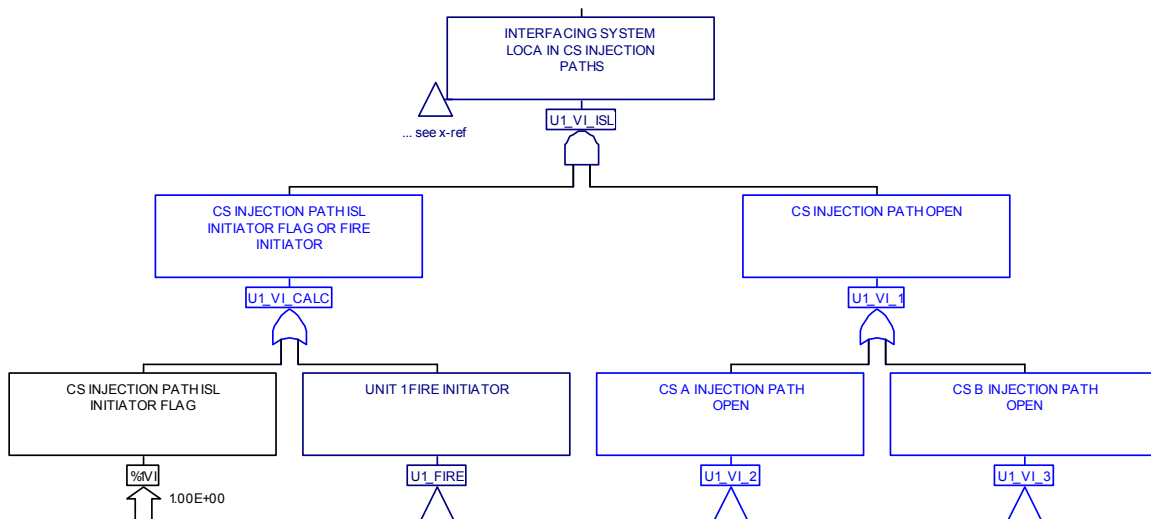 INTERFACING SYSTEM
LOCA IN CS INJECTION
PATHS
... see x-ref
U1_VI_ISL
CS INJECTION PATH ISL
INITIATOR FLAG OR FIRE
INITIATOR
CS INJECTION PATH OPEN
U1_VI_CALC
U1_VI_1
CS INJECTION PATH ISL
INITIATOR FLAG
UNIT 1 FIRE INITIATOR
CS A INJECTION PATH
OPEN
CS B INJECTION PATH
OPEN
%1VI
U1_FIRE
U1_VI_2
U1_VI_3
1.00E+00